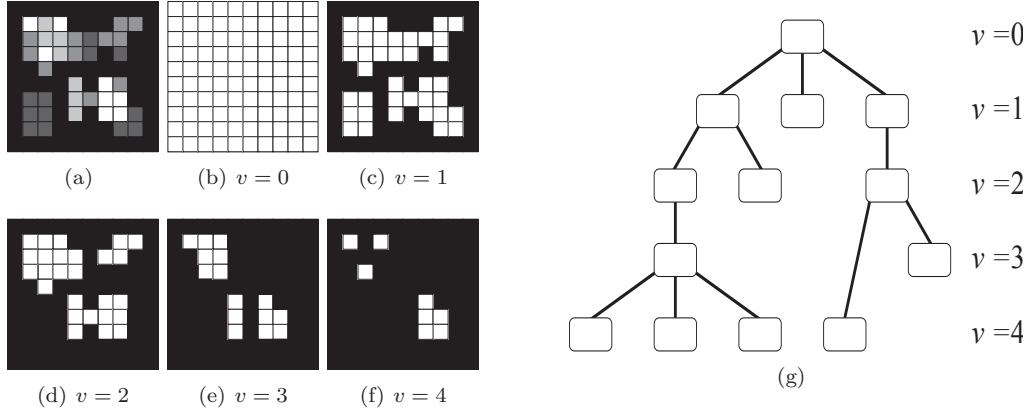 (a)
(b) v = 0
(c) v = 1
(d) v = 2
(e) v = 3
(f) v = 4
v =0
v =1
v =2
v =3
v =4
(g)